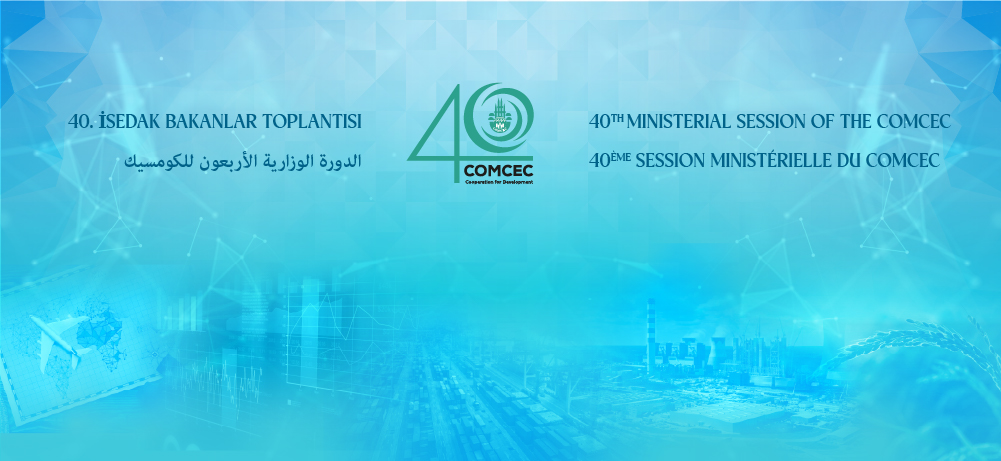 40. İSEDAK BAKANLAR TOPLANTISI
الدورة الوزارية الأربعون للكومسيك
40
COMCEC
Cooperation for Development
40TH MINISTERIAL SESSION OF THE COMCEC
40ÈME SESSION MINISTÉRIELLE DU COMCEC